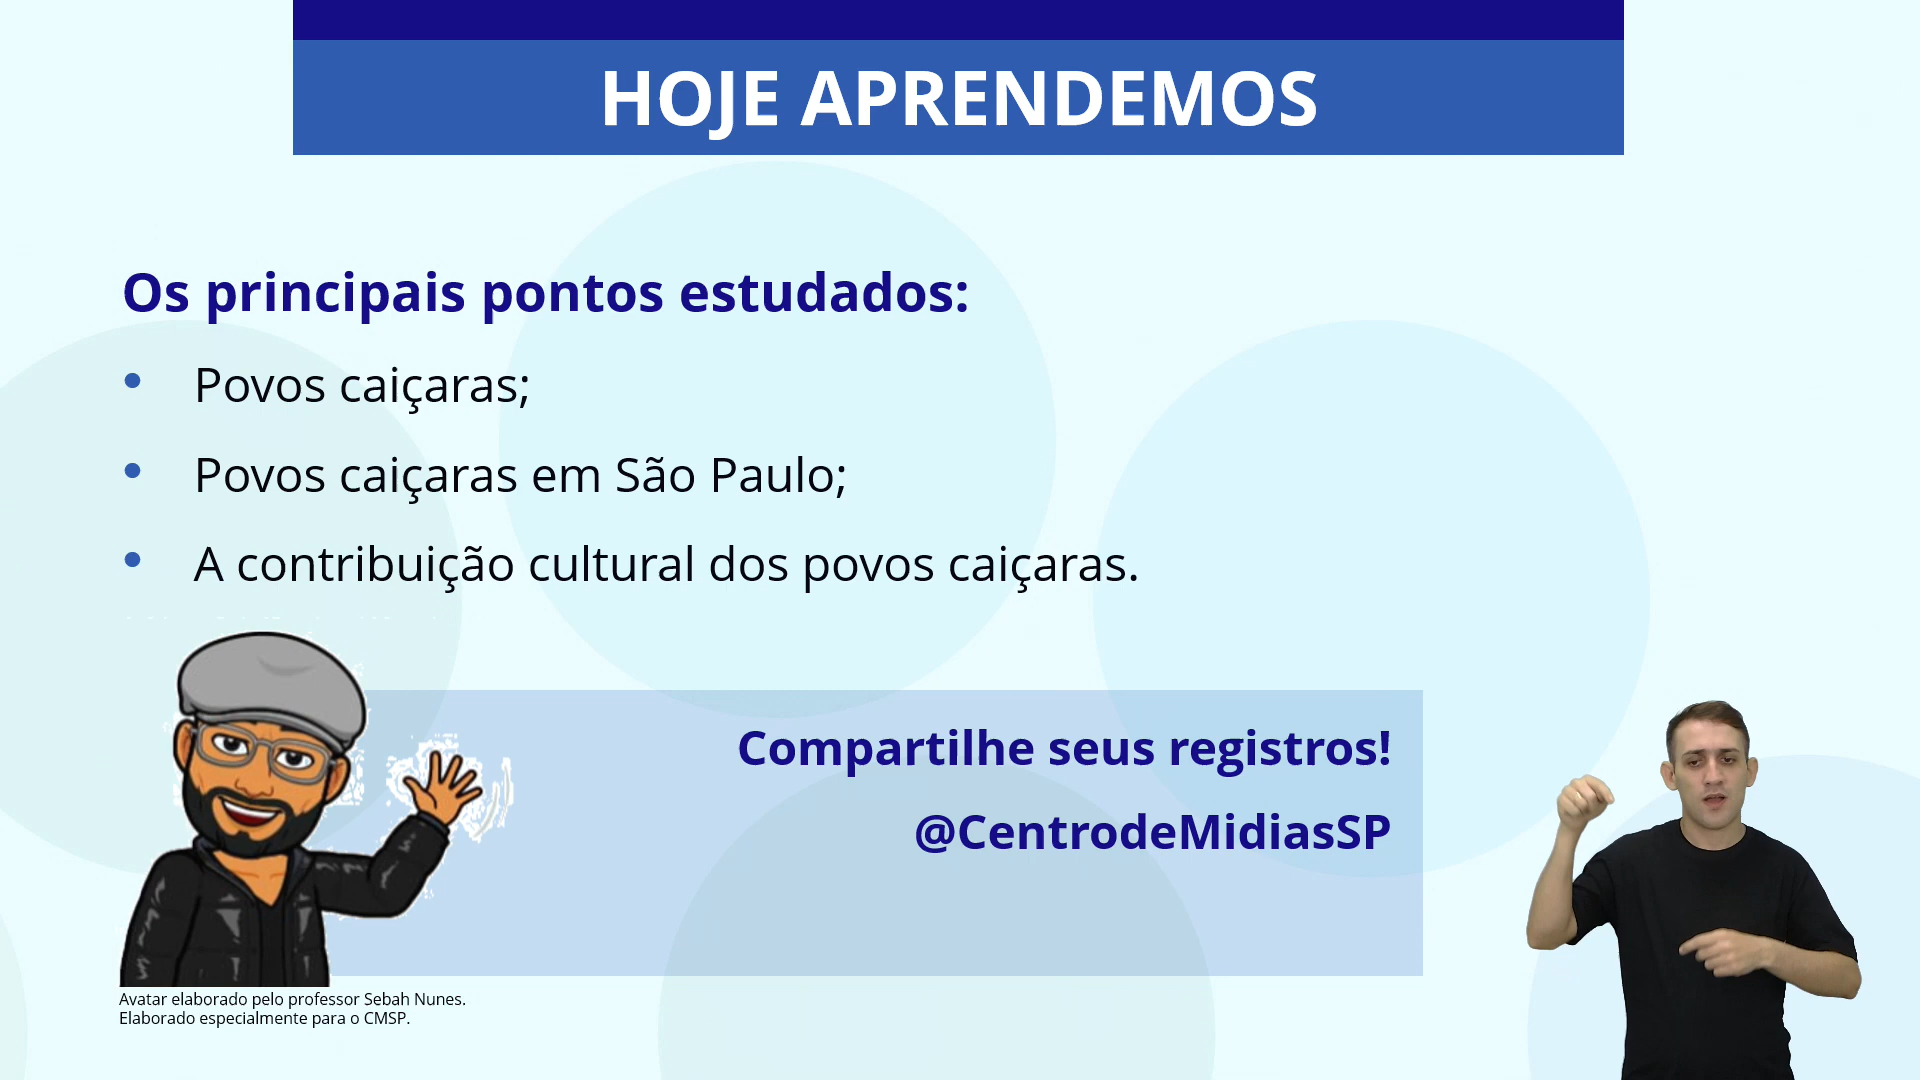 HOJE APRENDEMOS
Os principais pontos estudados:
• Povos caiçaras;
• Povos caiçaras em São Paulo;
• A contribuição cultural dos povos caiçaras.
Compartilhe seus registros!
@CentrodeMidiasSP
Avatar elaborado pelo professor Sebah Nunes.
Elaborado especialmente para o CMSP.